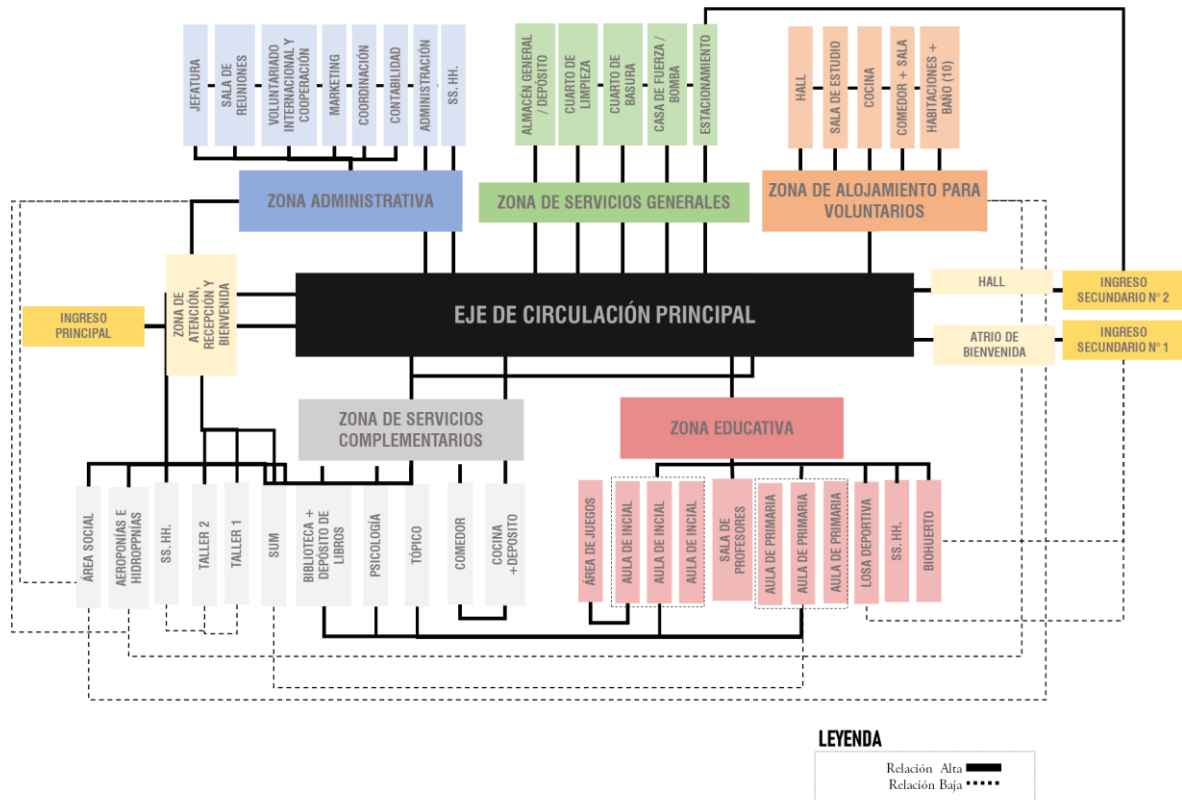 JEFATURA
SALA DE
REUNIONES
VOLUNTARIADO
INTERNACIONAL Y
COOPERACIÓN
MARKETING
COORDINACIÓN
CONTABILIDAD
ADMINISTRACIÓN
SS. HH.
ALMACÉN GENERAL
/ DEPÓSITO
CUARTO DE
LIMPIEZA
CUARTO DE
BASURA
CASA DE FUERZA /
BOMBA
ESTACIONAMIENTO
HALL
SALA DE ESTUDIO
COCINA
COMEDOR + SALA
HABITACIONES +
BAÑO (10)
ZONA ADMINISTRATIVA
ZONA DE SERVICIOS GENERALES
ZONA DE ALOJAMIENTO PARA
VOLUNTARIOS
INGRESO
PRINCIPAL
ZONA DE
ATENCIÓN,
RECEPCIÓN Y
BIENVENIDA
EJE DE CIRCULACIÓN PRINCIPAL
HALL
INGRESO
SECUNDARIO N° 2
ATRIO DE
BIENVENIDA
INGRESO
SECUNDARIO N° 1
ZONA DE SERVICIOS
COMPLEMENTARIOS
ZONA EDUCATIVA
ÁREA SOCIAL
AEROPONÍAS E
HIDROPPNÍAS
SS. HH.
TALLER 2
TALLER 1
SUM
BIBLIOTECA +
DEPÓSITO DE
LIBROS
PSICOLOGÍA
TÓPICO
COMEDOR
COCINA
+DEPOSITO
ÁREA DE JUEGOS
AULA DE INCIAL
AULA DE INCIAL
AULA DE INCIAL
SALA DE
PROFESORES
AULA DE PRIMARIA
AULA DE PRIMARIA
AULA DE PRIMARIA
LOSA DEPORTIVA
SS. HH.
BIOHUERTO
LEYENDA
Relación Alta
Relación Baja